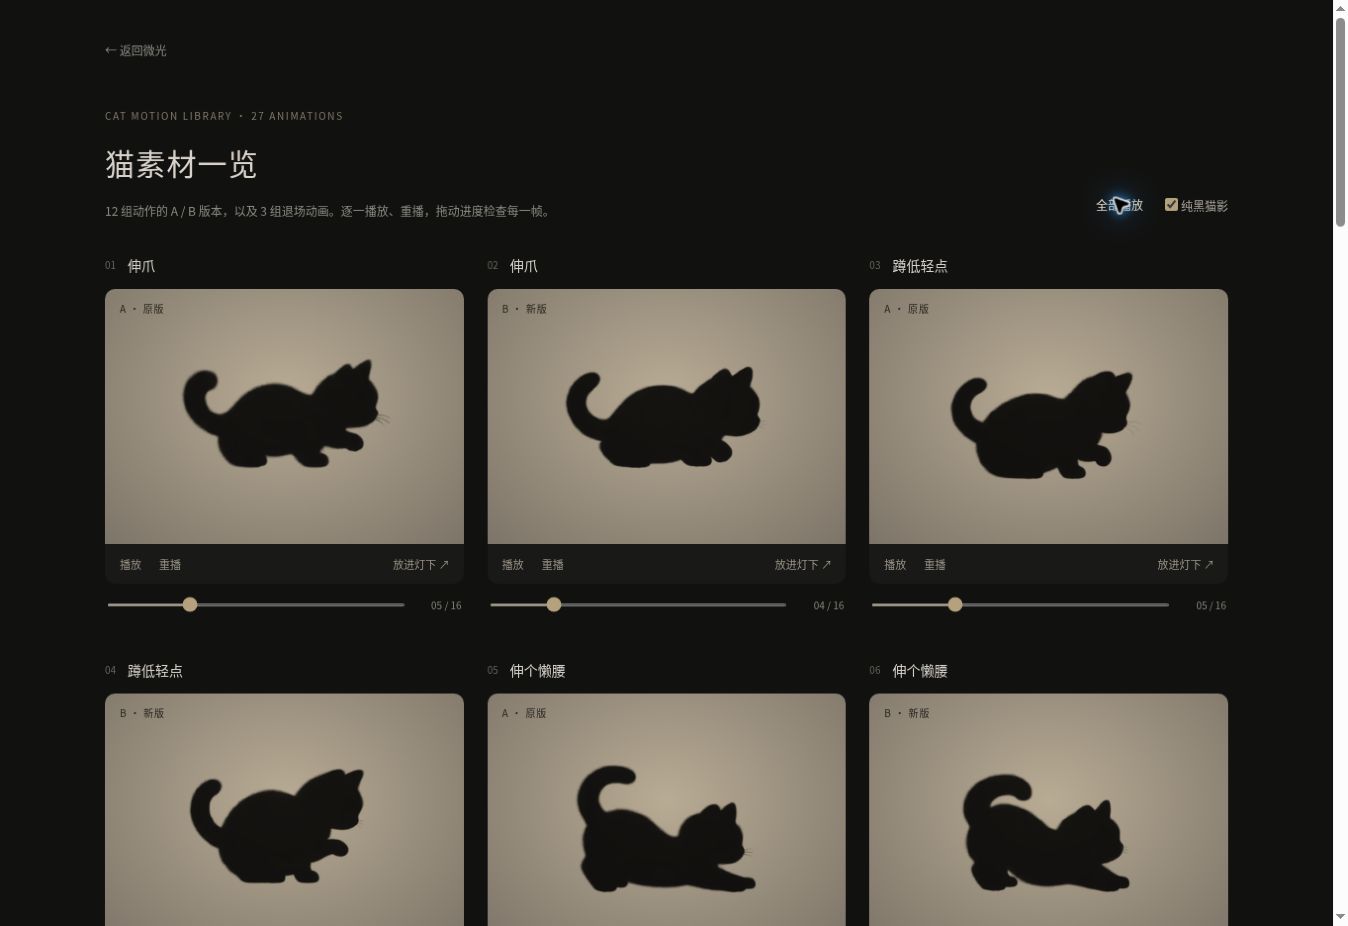 ← 返回微光
CAT MOTION LIBRARY · 27 ANIMATIONS
猫素材一览
12 组动作的 A / B 版本，以及 3 组退场动画。逐一播放、重播，拖动进度检查每一帧。
全部播放 纯黑猫影
01 伸爪
A · 原版
播放 重播 放进灯下 ↗
05 / 16
02 伸爪
B · 新版
播放 重播 放进灯下 ↗
04 / 16
03 蹲低轻点
A · 原版
播放 重播 放进灯下 ↗
05 / 16
04 蹲低轻点
B · 新版
05 伸个懒腰
A · 原版
06 伸个懒腰
B · 新版